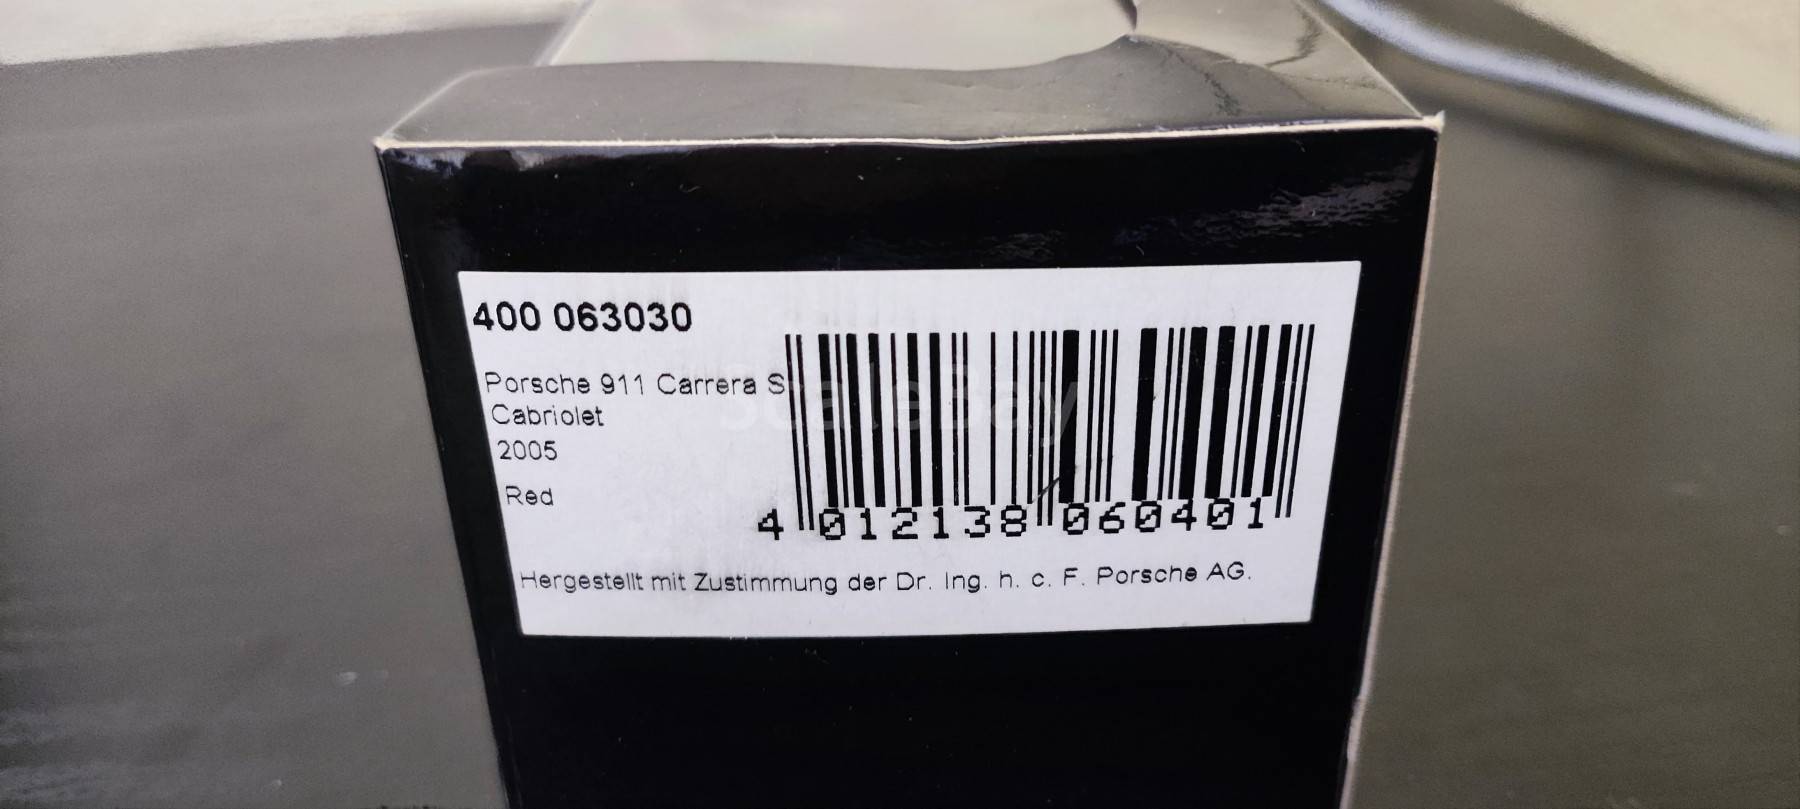 400 063030
Porsche 911 Carrera S
Cabriolet
2005
Red
4 012138 060401
Hergestellt mit Zustimmung der Dr. Ing. h. c. F. Porsche AG.
ScaleBay